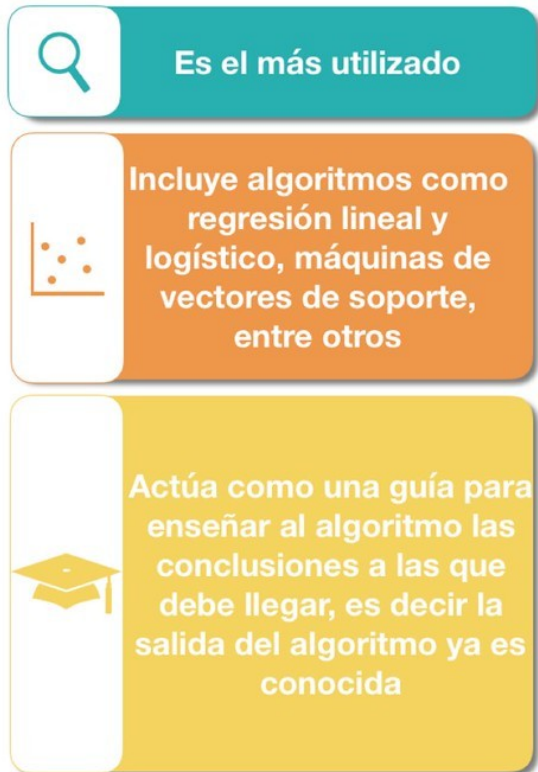 Es el más utilizado
Incluye algoritmos como
regresión lineal y
logístico, máquinas de
vectores de soporte,
entre otros
Actúa como una guía para
enseñar al algoritmo las
conclusiones a las que
debe llegar, es decir la
salida del algoritmo ya es
conocida